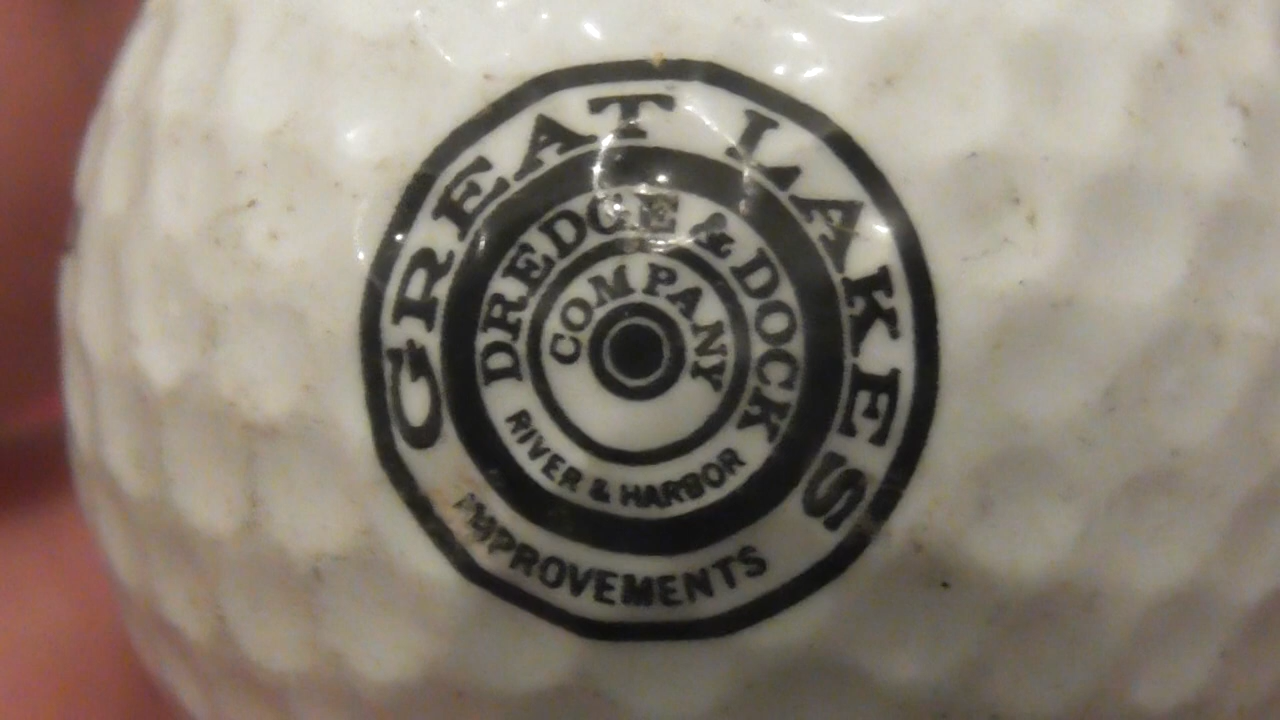 GREAT LAKES
DREDGE & DOCK
COMPANY
RIVER & HARBOR
IMPROVEMENTS